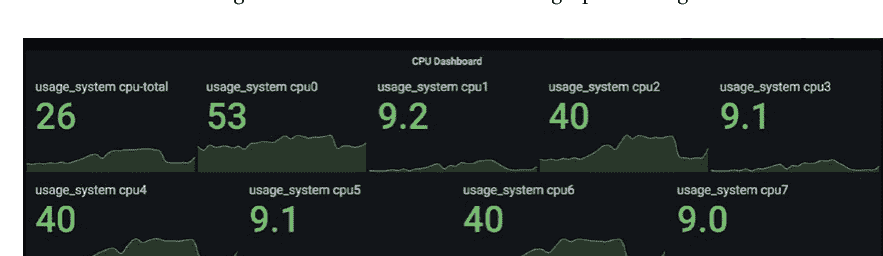 CPU Dashboard
usage_system cpu-total usage_system cpu0 usage_system cpu1 usage_system cpu2 usage_system cpu3
26 53 9.2 40 9.1
usage_system cpu4 usage_system cpu5 usage_system cpu6 usage_system cpu7
40 9.1 40 9.0